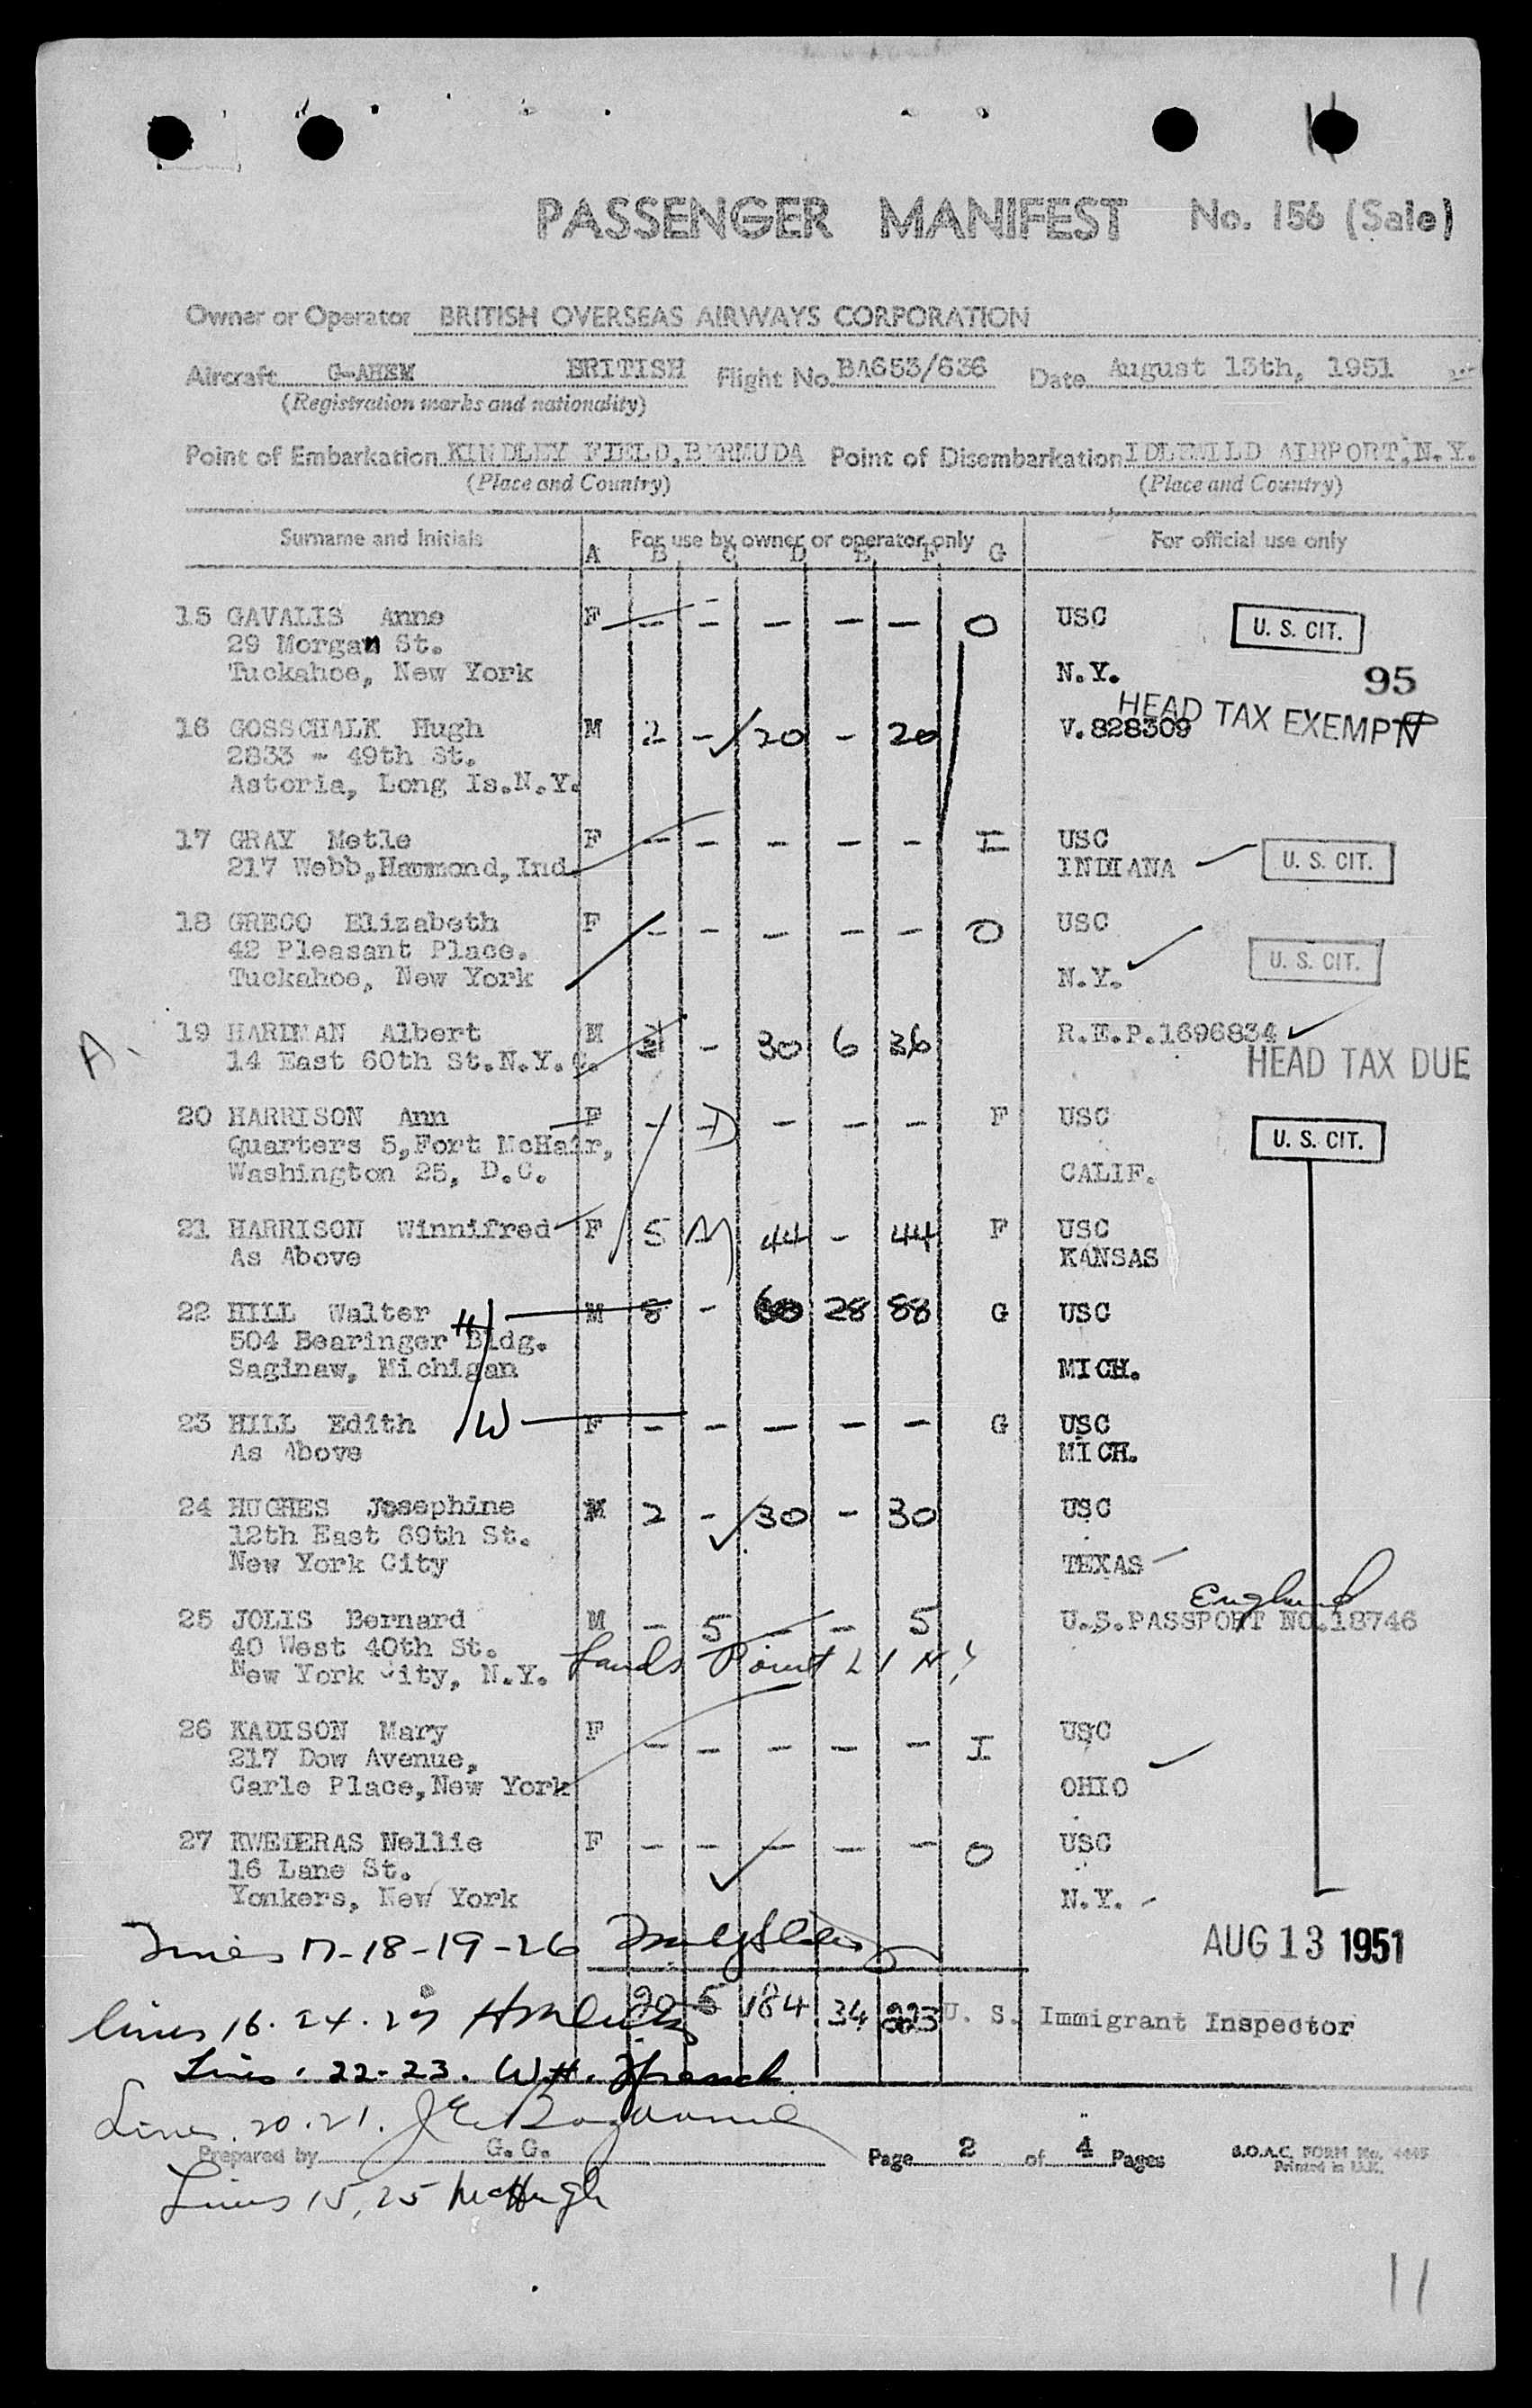 PASSENGER MANIFEST No. 156 (Sale)
Owner or Operator BRITISH OVERSEAS AIRWAYS CORPORATION
Aircraft G-AHEM BRITISH Flight No. BA653/636 Date August 13th, 1951
(Registration marks and nationality)
Point of Embarkation KINDLEY FIELD, BERMUDA Point of Disembarkation IDLEWILD AIRPORT, N.Y.
(Place and Country) (Place and Country)
Surname and Initials For use by owner or operator only For official use only
A B C D E F G
15 GAVALIS Anne F - - - - - O USC U. S. CIT.
29 Morgan St.
Tuckahoe, New York N.Y. 95
HEAD TAX EXEMPT
16 GOSSCHALK Hugh M 2 - 20 - 20 V.828309
2833 - 49th St.
Astoria, Long Is.N.Y.
17 GRAY Metle F - - - - - I USC
217 Webb,Hammond,Ind. INDIANA U. S. CIT.
18 GRECO Elizabeth F - - - - - O USC
42 Pleasant Place. U. S. CIT.
Tuckahoe, New York N.Y.
A. 19 HARDMAN Albert M - 30 6 36 R.E.P.1696834
14 East 60th St.N.Y. HEAD TAX DUE
20 HARRISON Ann F - D - - - F USC
Quarters 5,Fort McHair, U. S. CIT.
Washington 25, D.C. CALIF.
21 HARRISON Winnifred F 5 M 44 - 44 F USC
As Above KANSAS
22 HILL Walter H M 8 - 60 28 88 G USC
504 Bearinger Bldg.
Saginaw, Michigan MICH.
23 HILL Edith W F - - - - - G USC
As Above MICH.
24 HUGHES Josephine M 2 - 30 - 30 USC
12th East 69th St.
New York City TEXAS
England
25 JOLIS Bernard M - 5 - - 5 U.S.PASSPORT NO.18746
40 West 40th St.
New York City, N.Y. Sands Point L I N.Y
26 KADISON Mary F - - - - - I USC
217 Dow Avenue,
Carle Place,New York OHIO
27 KWEDERAS Nellie F - - - - - O USC
16 Lane St.
Yonkers, New York N.Y.
Lines 17-18-19-26 AUG 13 1951
20 5 184 34 223 U. S. Immigrant Inspector
lines 16. 24. 27
Lines. 22-23. W.H. French
Lines. 20.21.
Prepared by G.G. Page 2 of 4 Pages B.O.A.C. FORM No. 4445
Printed in U.K.
Lines 15, 25 McHugh
11